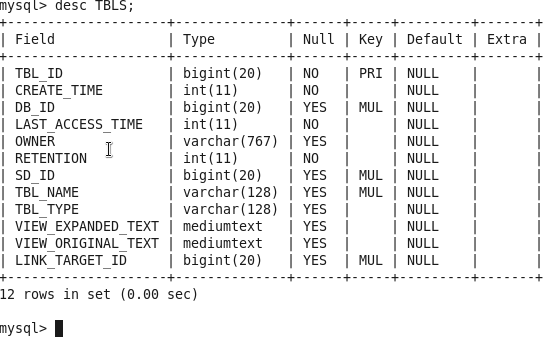 mysql> desc TBLS;
+--------------------+--------------+------+-----+---------+-------+
| Field              | Type         | Null | Key | Default | Extra |
+--------------------+--------------+------+-----+---------+-------+
| TBL_ID             | bigint(20)   | NO   | PRI | NULL    |       |
| CREATE_TIME        | int(11)      | NO   |     | NULL    |       |
| DB_ID              | bigint(20)   | YES  | MUL | NULL    |       |
| LAST_ACCESS_TIME   | int(11)      | NO   |     | NULL    |       |
| OWNER              | varchar(767) | YES  |     | NULL    |       |
| RETENTION          | int(11)      | NO   |     | NULL    |       |
| SD_ID              | bigint(20)   | YES  | MUL | NULL    |       |
| TBL_NAME           | varchar(128) | YES  | MUL | NULL    |       |
| TBL_TYPE           | varchar(128) | YES  |     | NULL    |       |
| VIEW_EXPANDED_TEXT | mediumtext   | YES  |     | NULL    |       |
| VIEW_ORIGINAL_TEXT | mediumtext   | YES  |     | NULL    |       |
| LINK_TARGET_ID     | bigint(20)   | YES  | MUL | NULL    |       |
+--------------------+--------------+------+-----+---------+-------+
12 rows in set (0.00 sec)
mysql>